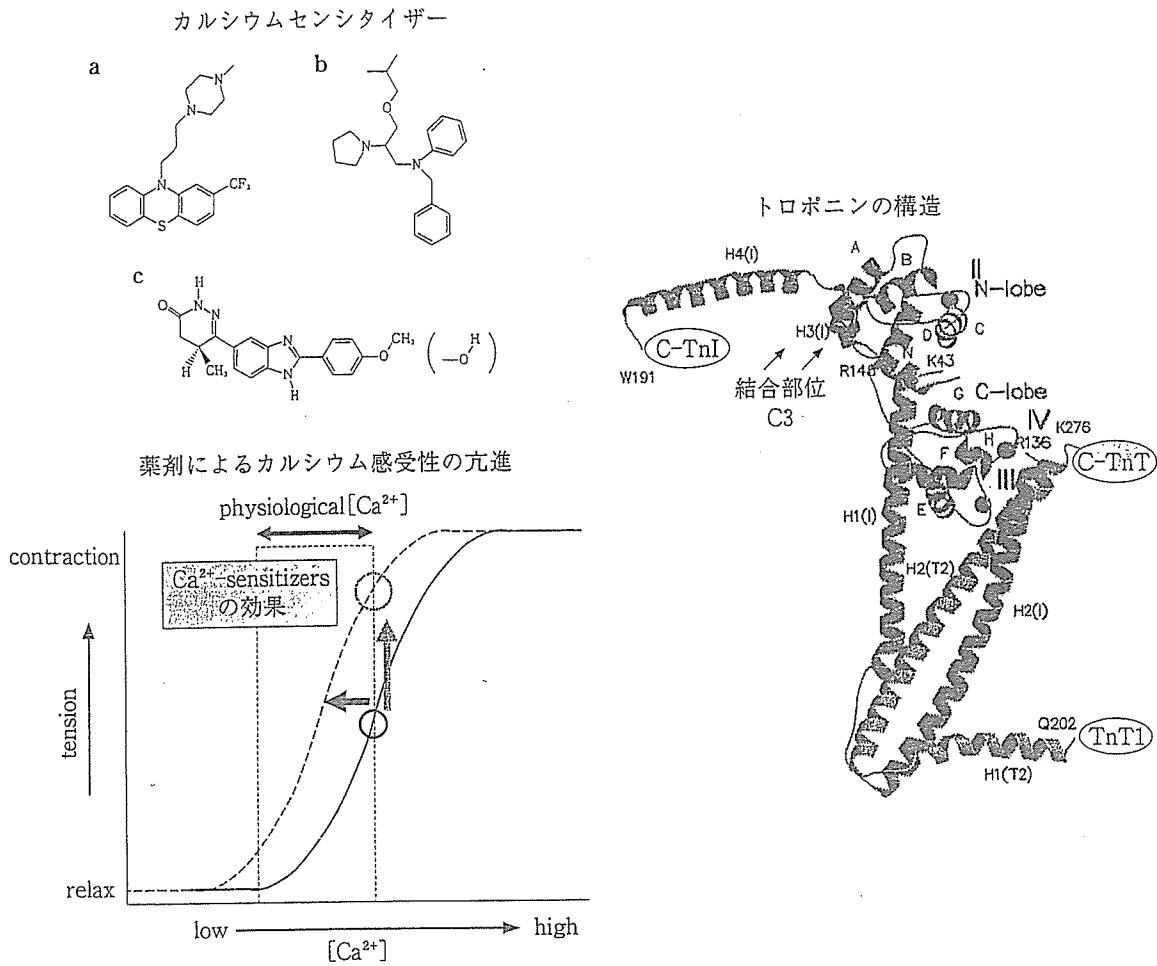 カルシウムセンシタイザー
a
N
N
N
S
CF₃
b
O
N
N
c
H
N
N
O
H
CH₃
N
N
H
O
CH₃
H
O
薬剤によるカルシウム感受性の亢進
physiological[Ca²⁺]
contraction
Ca²⁺-sensitizers
の効果
tension
relax
low
high
[Ca²⁺]
トロポニンの構造
H4(I)
A
B
II
N-lobe
H3(I)
D
C
C-TnI
W191
N
R148
K43
結合部位
C3
G
C-lobe
IV
K276
F
H
R136
C-TnT
III
E
H1(I)
H2(T2)
H2(I)
Q202
TnT1
H1(T2)